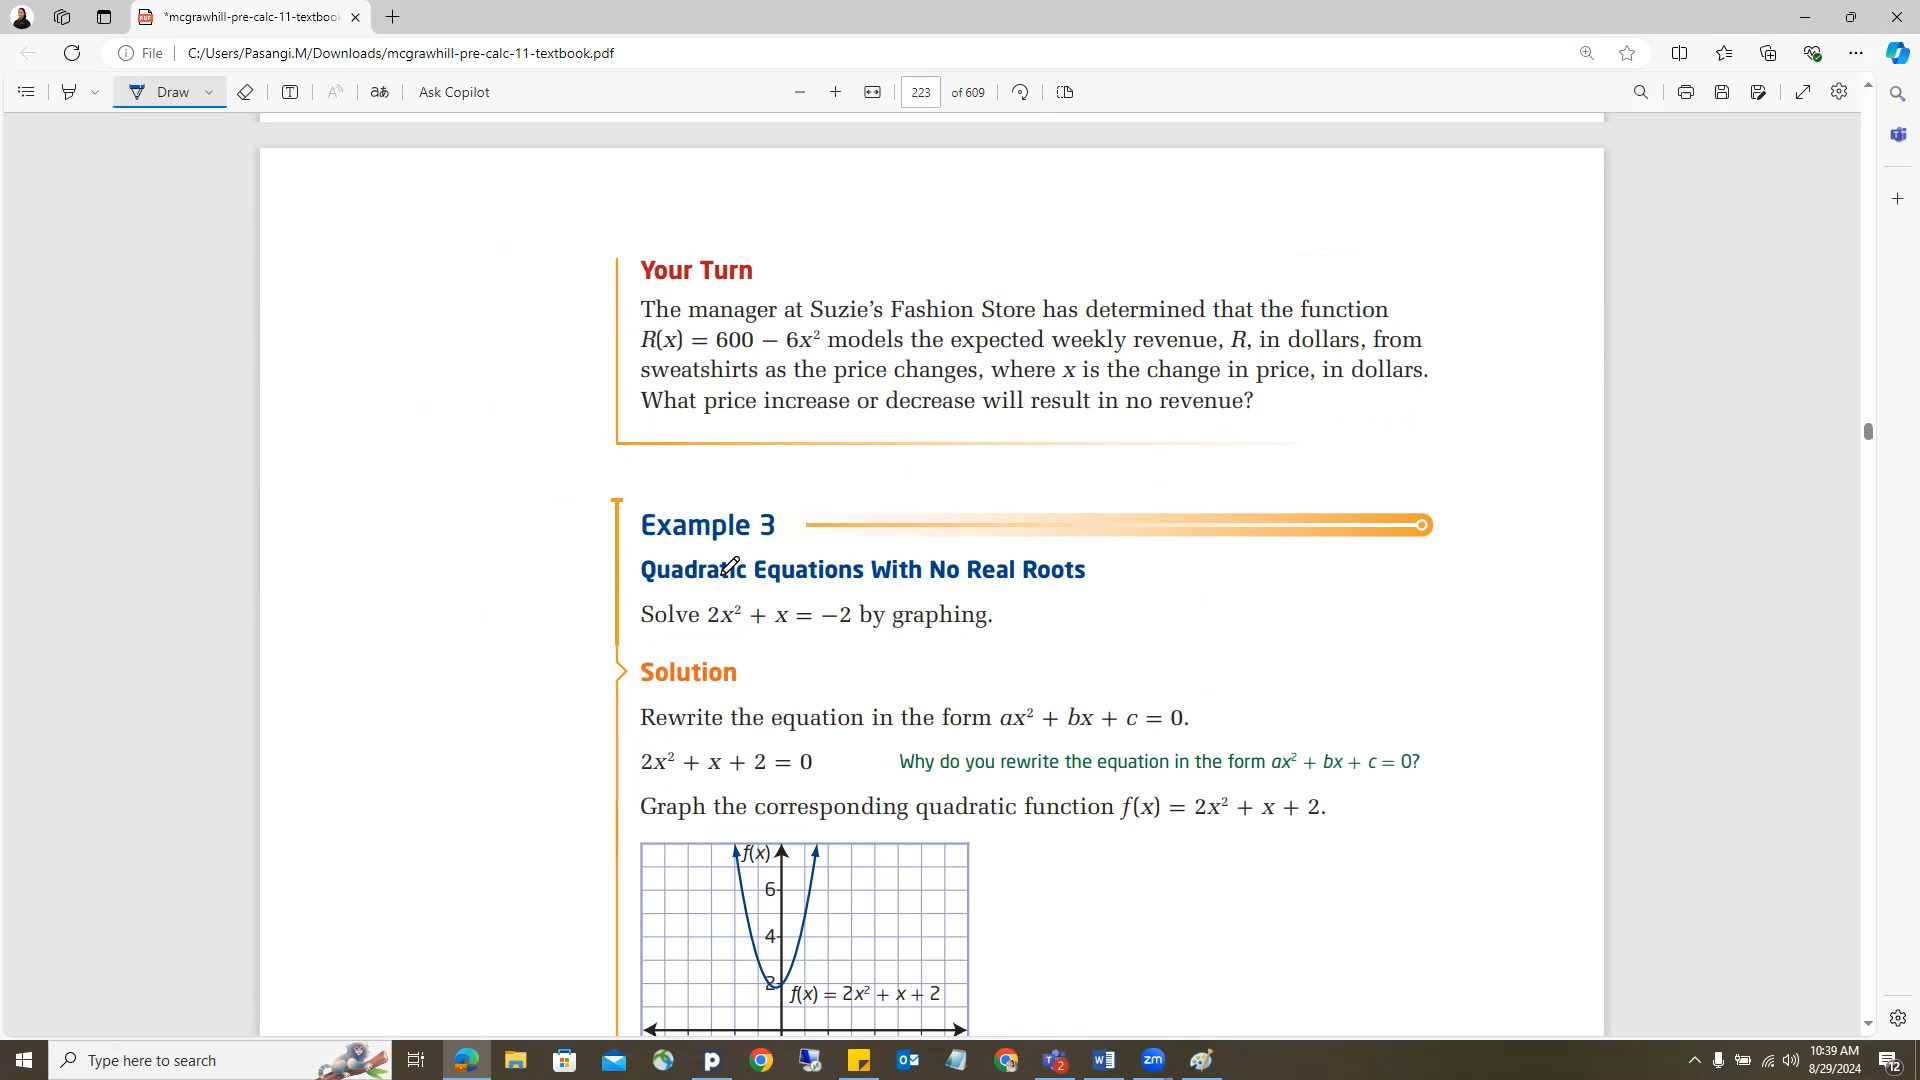 *mcgrawhill-pre-calc-11-textbook
File
C:/Users/Pasangi.M/Downloads/mcgrawhill-pre-calc-11-textbook.pdf
Draw
Ask Copilot
223 of 609
Your Turn
The manager at Suzie’s Fashion Store has determined that the function
R(x) = 600 − 6x² models the expected weekly revenue, R, in dollars, from
sweatshirts as the price changes, where x is the change in price, in dollars.
What price increase or decrease will result in no revenue?
Example 3
Quadratic Equations With No Real Roots
Solve 2x² + x = −2 by graphing.
Solution
Rewrite the equation in the form ax² + bx + c = 0.
2x² + x + 2 = 0 Why do you rewrite the equation in the form ax² + bx + c = 0?
Graph the corresponding quadratic function f(x) = 2x² + x + 2.
f(x)
6
4
2
f(x) = 2x² + x + 2
Type here to search
10:39 AM
8/29/2024
12